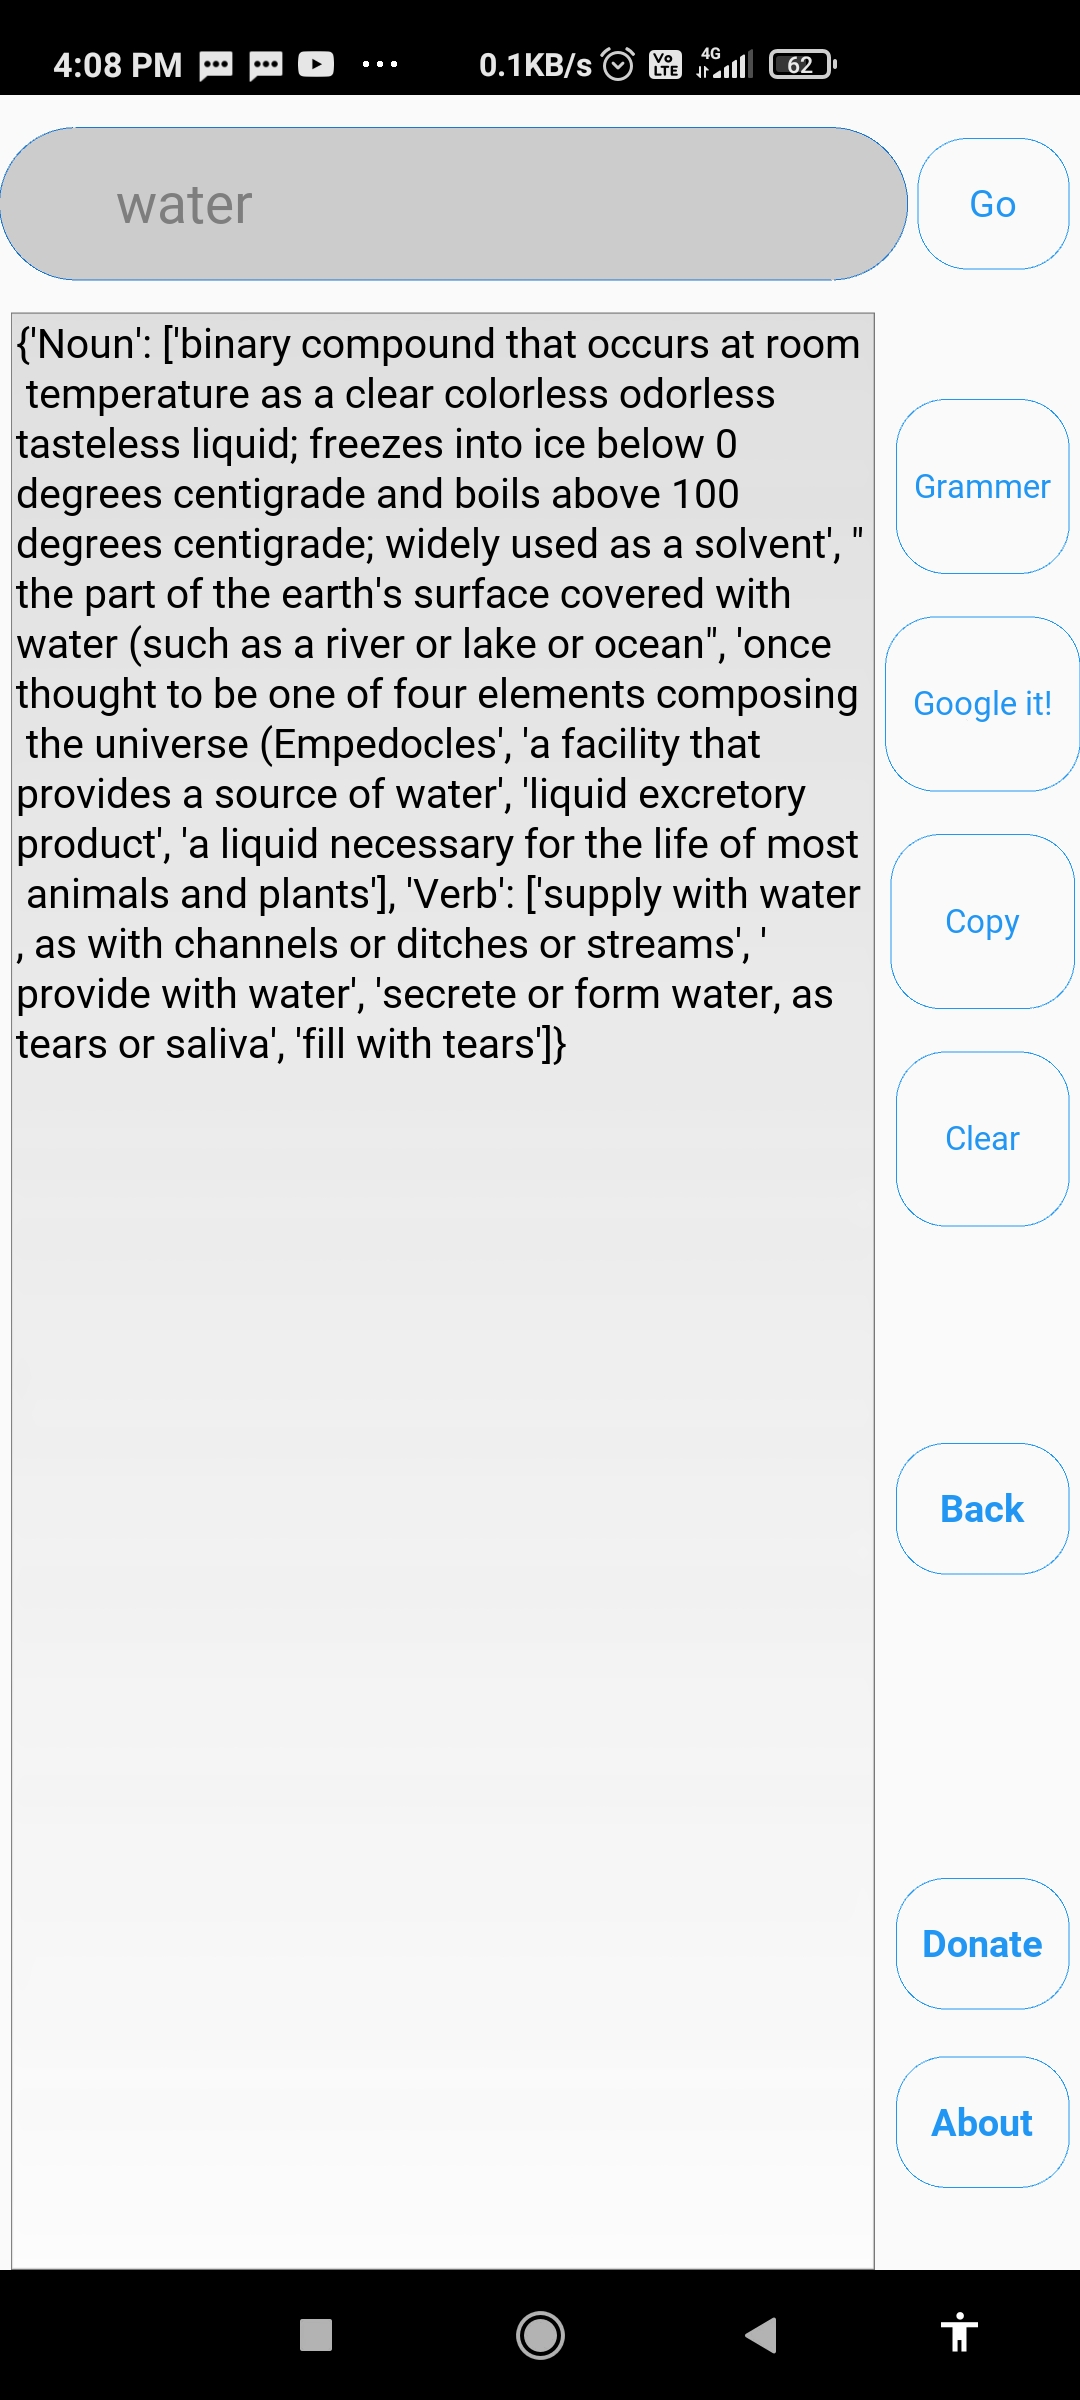 4:08 PM ... 0.1KB/s Vo LTE 4G 62
water
Go
{'Noun': ['binary compound that occurs at room
temperature as a clear colorless odorless
tasteless liquid; freezes into ice below 0
degrees centigrade and boils above 100
degrees centigrade; widely used as a solvent', "
the part of the earth's surface covered with
water (such as a river or lake or ocean", 'once
thought to be one of four elements composing
the universe (Empedocles', 'a facility that
provides a source of water', 'liquid excretory
product', 'a liquid necessary for the life of most
animals and plants'], 'Verb': ['supply with water
, as with channels or ditches or streams', '
provide with water', 'secrete or form water, as
tears or saliva', 'fill with tears']}
Grammer
Google it!
Copy
Clear
Back
Donate
About